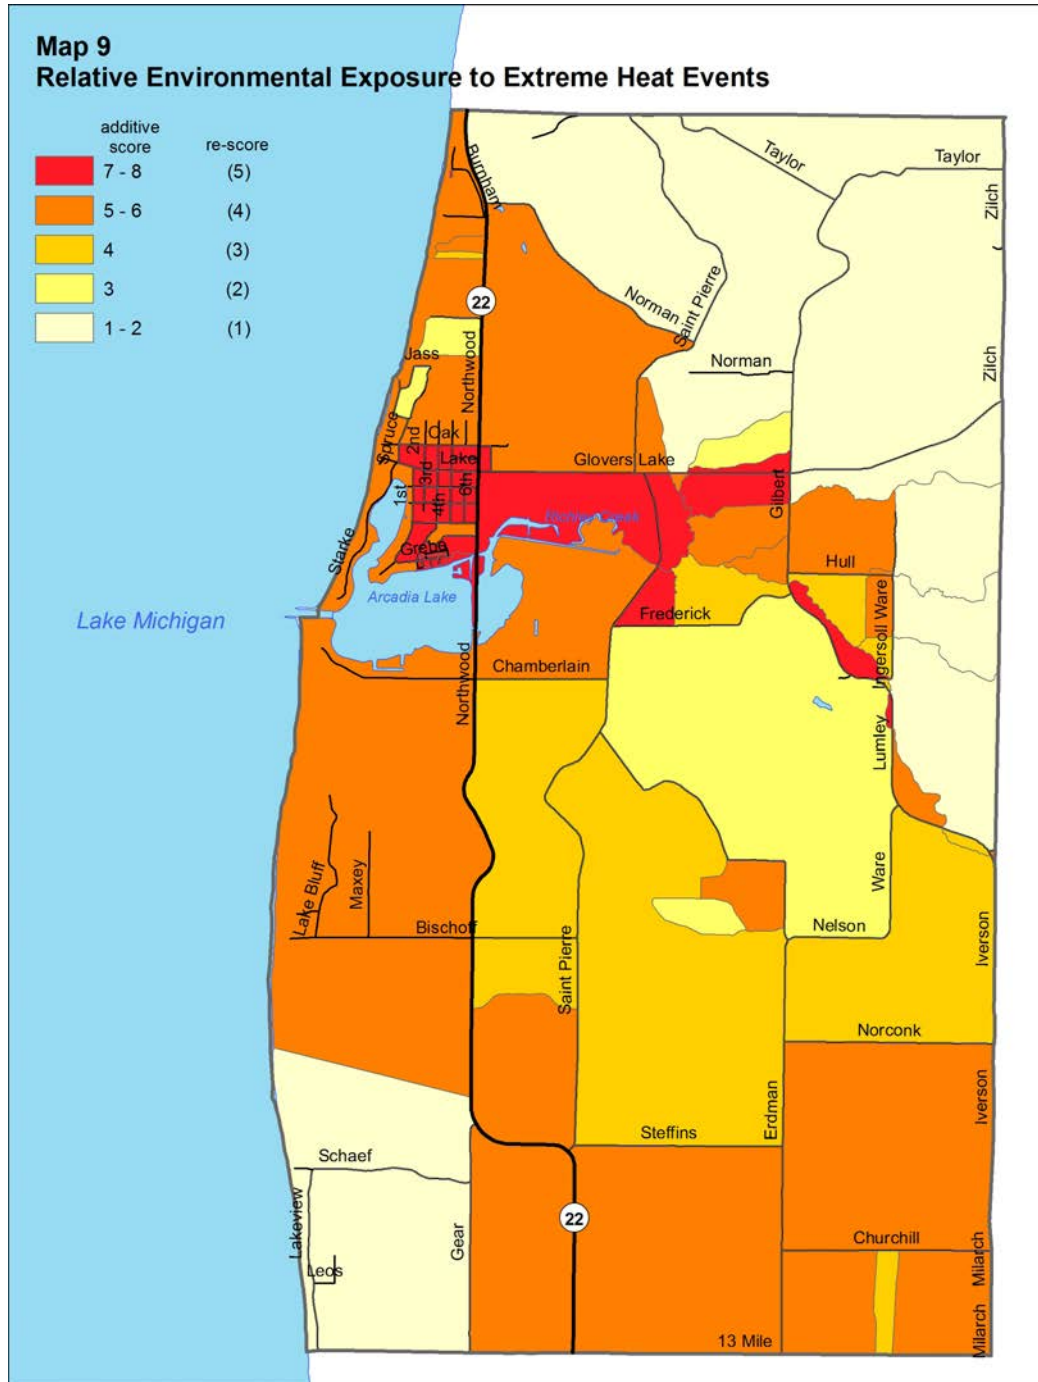 Map 9
Relative Environmental Exposure to Extreme Heat Events
additive
score
re-score
7 - 8 (5)
5 - 6 (4)
4 (3)
3 (2)
1 - 2 (1)
Burnham
Taylor
Taylor
Zilch
22
Norman
Saint Pierre
Norman
Zilch
Jass
Northwood
Spruce
2nd
Oak
Lake
3rd
6th
Glovers Lake
1st
4th
Gilbert
Grebe
Starke
Hull
Arcadia Lake
Lake Michigan
Frederick
Ingersoll Ware
Chamberlain
Northwood
Lumley
Lake Bluff
Maxey
Ware
Bischoff
Nelson
Saint Pierre
Iverson
Norconk
Iverson
Erdman
Steffins
Schaef
Lakeview
Gear
22
Leos
Churchill
Milarch
13 Mile
Milarch